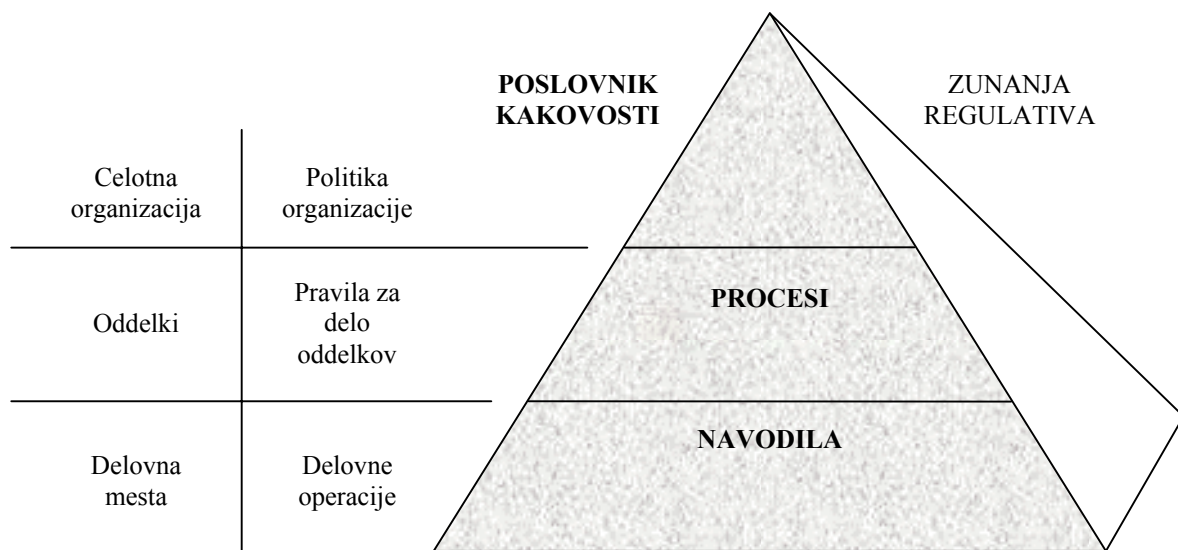 POSLOVNIK
KAKOVOSTI
ZUNANJA
REGULATIVA
Celotna
organizacija
Politika
organizacije
Oddelki
Pravila za
delo
oddelkov
PROCESI
Delovna
mesta
Delovne
operacije
NAVODILA